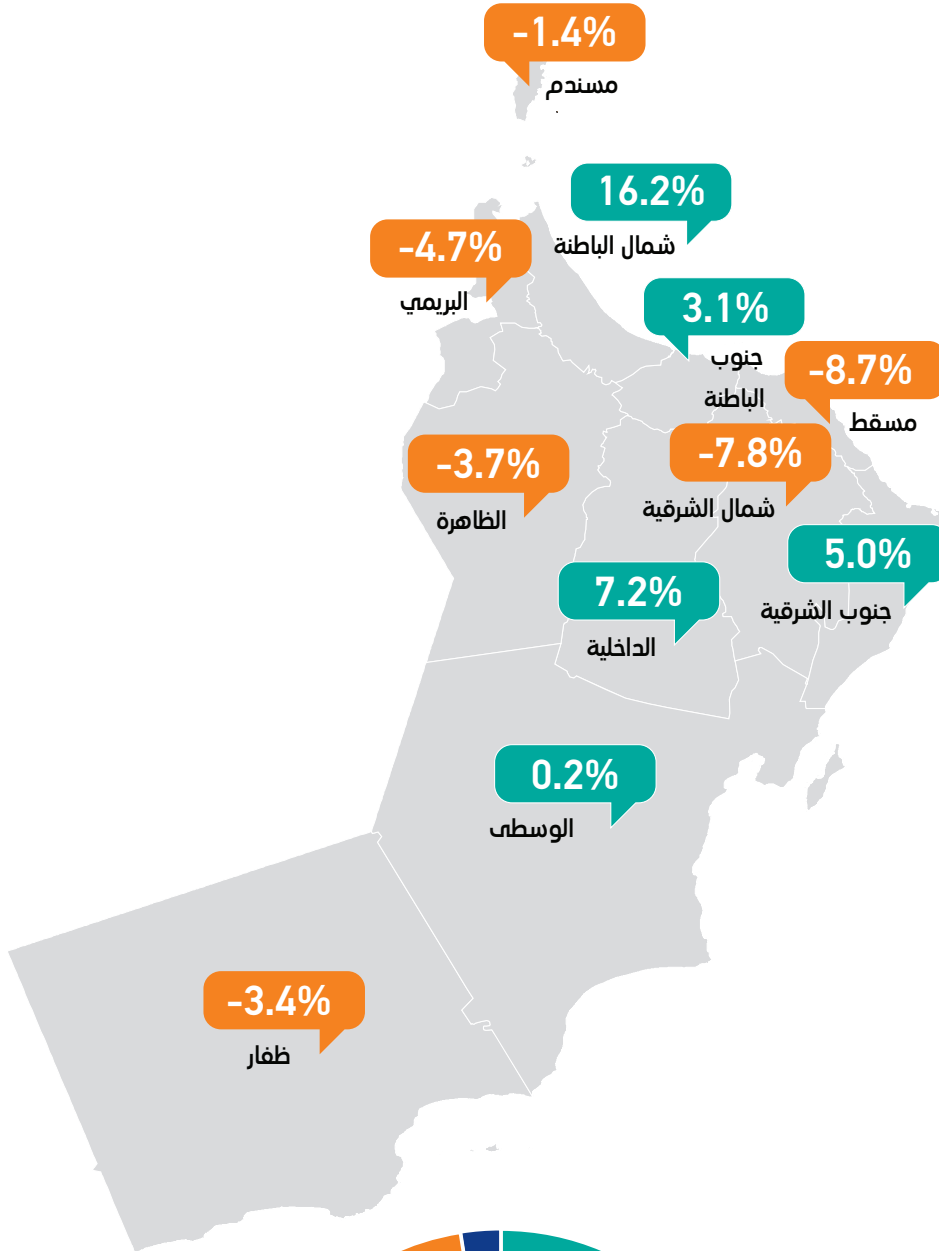 -1.4%
مسندم
16.2%
شمال الباطنة
-4.7%
البريمي
3.1%
جنوب
الباطنة
-8.7%
مسقط
-3.7%
الظاهرة
-7.8%
شمال الشرقية
5.0%
جنوب الشرقية
7.2%
الداخلية
0.2%
الوسطى
-3.4%
ظفار